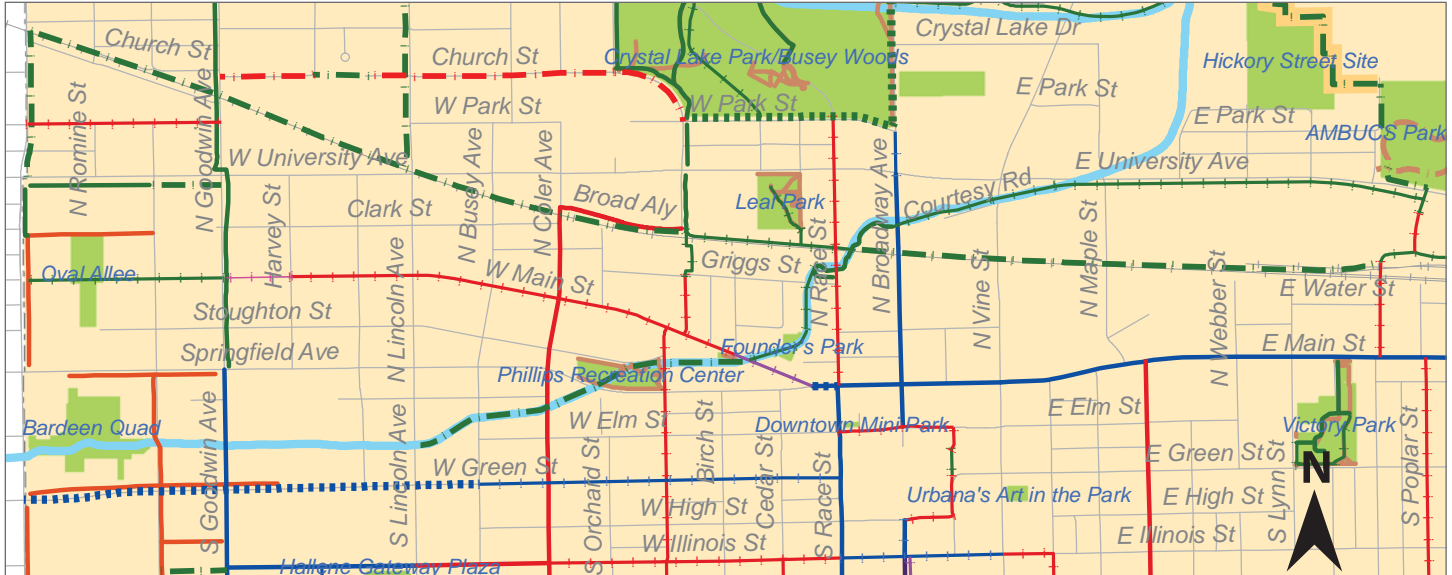 Crystal Lake Dr
Church St
Church St
Crystal Lake Park/Busey Woods
Hickory Street Site
E Park St
N Romine St
N Goodwin Ave
W Park St
W Park St
E Park St
AMBUCS Park
W University Ave
N Busey Ave
N Coler Ave
N Broadway Ave
E University Ave
Courtesy Rd
Harvey St
Clark St
Broad Aly
Leal Park
N Race St
N Maple St
Oval Allee
N Lincoln Ave
W Main St
Griggs St
N Vine St
N Webber St
E Water St
Stoughton St
Springfield Ave
Founder's Park
E Main St
Phillips Recreation Center
Bardeen Quad
S Goodwin Ave
S Lincoln Ave
W Elm St
Birch St
Downtown Mini Park
E Elm St
Victory Park
S Poplar St
W Green St
S Orchard St
Cedar St
S Race St
E Green St
S Lynn St
N
W High St
Urbana's Art in the Park
E High St
W Illinois St
E Illinois St
Hallene Gateway Plaza